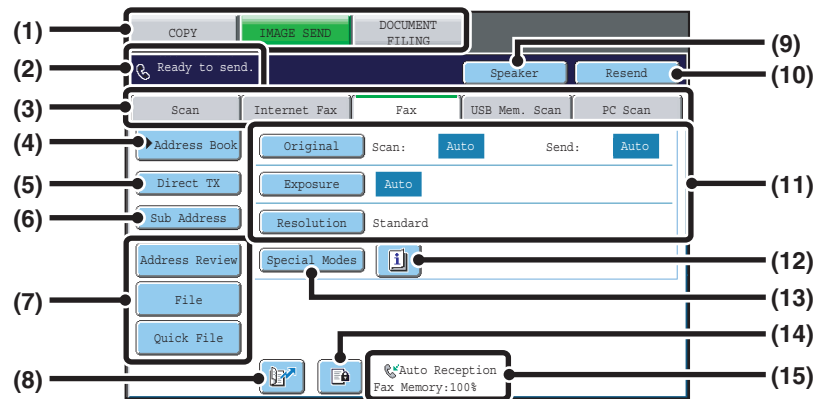 (1) COPY IMAGE SEND DOCUMENT FILING
(2) Ready to send. Speaker Resend (9) (10)
(3) Scan Internet Fax Fax USB Mem. Scan PC Scan
(4) Address Book Original Scan: Auto Send: Auto
(5) Direct TX Exposure Auto (11)
(6) Sub Address Resolution Standard
Address Review Special Modes i (12)
(7) File (13)
Quick File (14)
(8) Auto Reception (15)
Fax Memory:100%